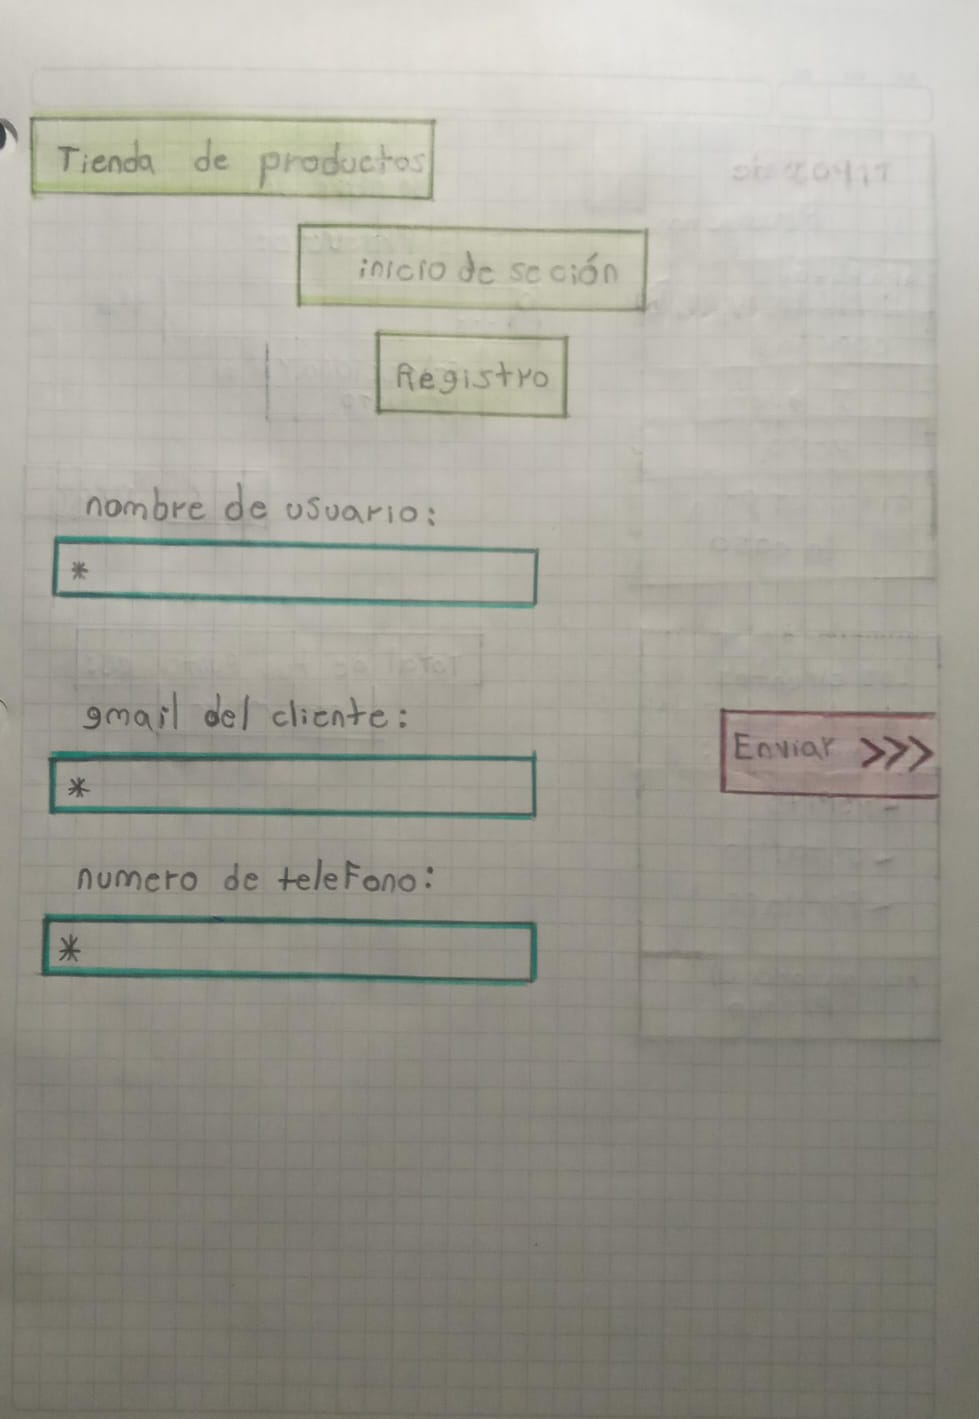 Tienda de productos
inicio de seción
Registro
nombre de usuario:
*
gmail del cliente:
Enviar >>>
*
numero de teleFono:
*